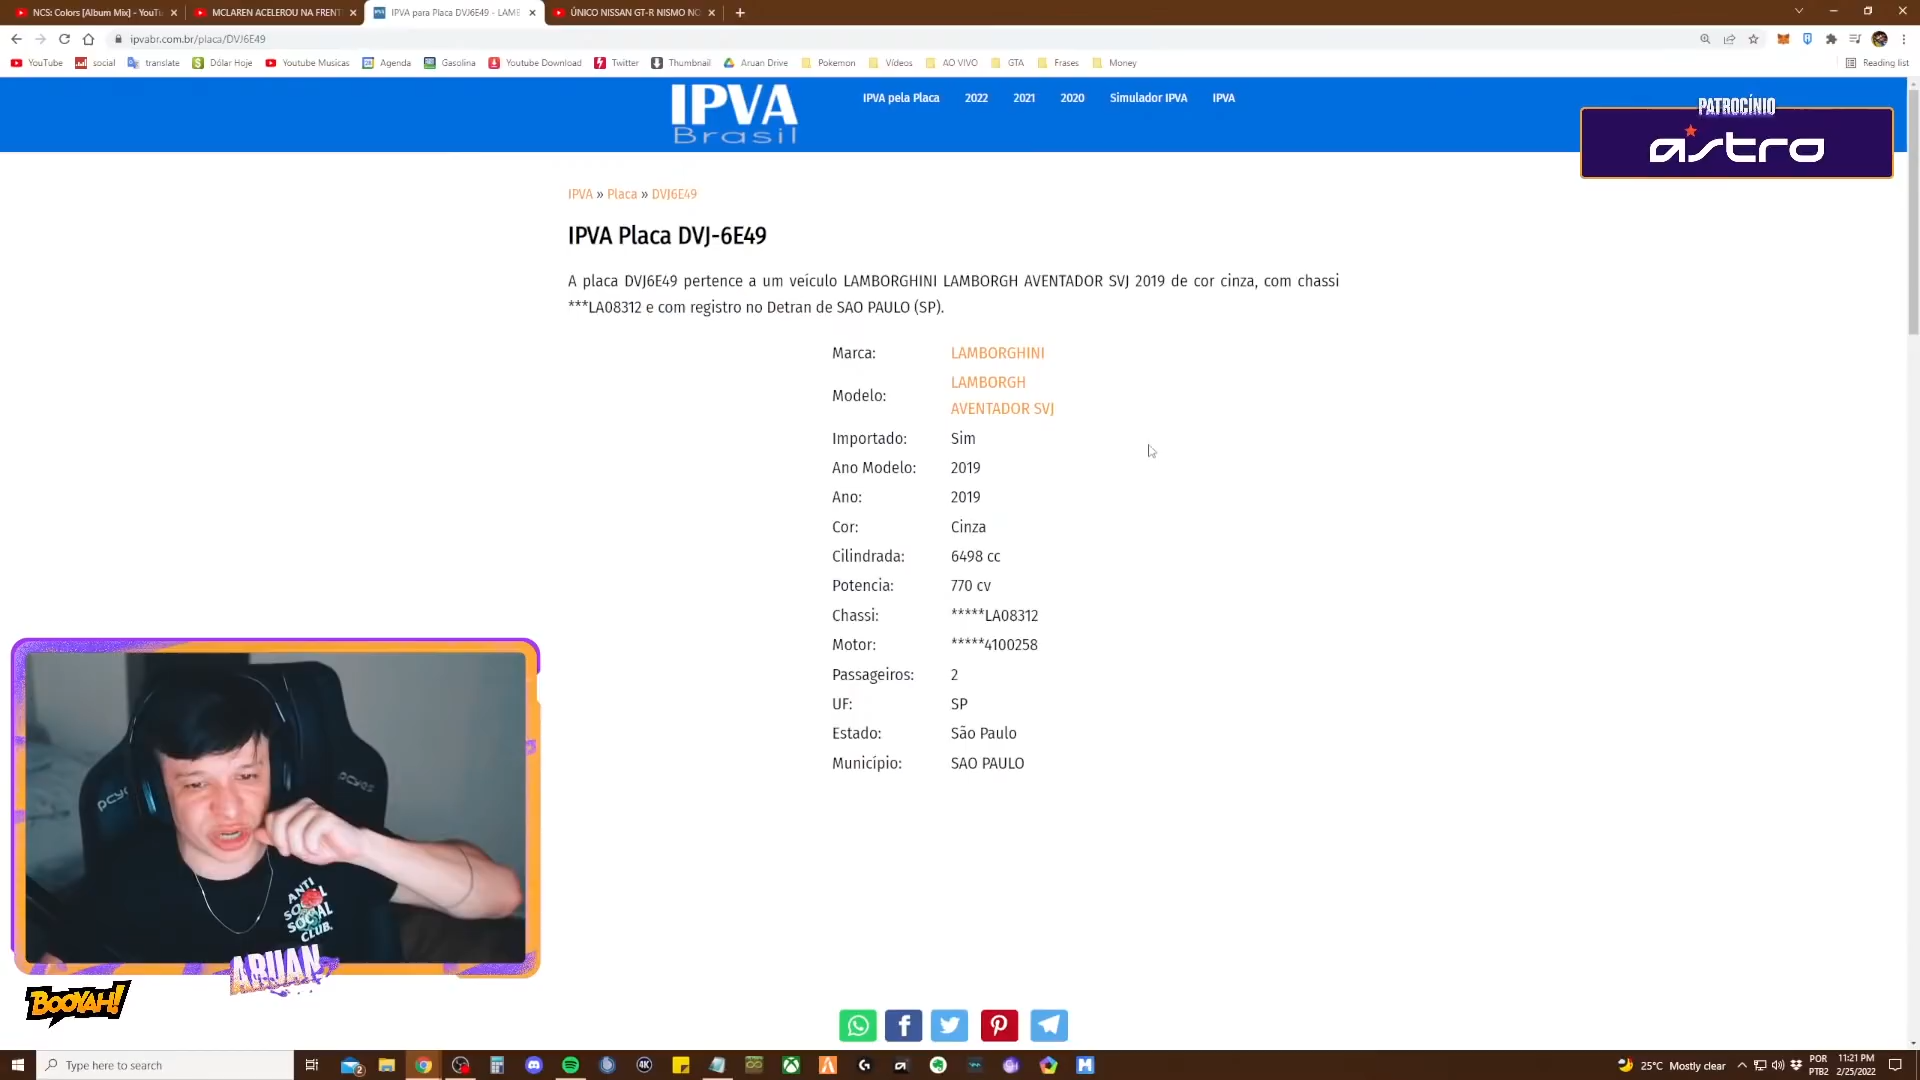 NCS: Colors [Album Mix] - YouTu
MCLAREN ACELEROU NA FRENT
IPVA para Placa DVJ6E49 - LAME
ÚNICO NISSAN GT-R NISMO NO
ipvabr.com.br/placa/DVJ6E49
YouTube
social
translate
Dólar Hoje
Youtube Musicas
Agenda
Gasolina
Youtube Download
Twitter
Thumbnail
Aruan Drive
Pokemon
Vídeos
AO VIVO
GTA
Frases
Money
Reading list
IPVA
Brasil
IPVA pela Placa
2022
2021
2020
Simulador IPVA
IPVA
PATROCÍNIO
astro
IPVA » Placa » DVJ6E49
IPVA Placa DVJ-6E49
A placa DVJ6E49 pertence a um veículo LAMBORGHINI LAMBORGH AVENTADOR SVJ 2019 de cor cinza, com chassi
***LA08312 e com registro no Detran de SAO PAULO (SP).
Marca: LAMBORGHINI
Modelo: LAMBORGH
AVENTADOR SVJ
Importado: Sim
Ano Modelo: 2019
Ano: 2019
Cor: Cinza
Cilindrada: 6498 cc
Potencia: 770 cv
Chassi: *****LA08312
Motor: *****4100258
Passageiros: 2
UF: SP
Estado: São Paulo
Município: SAO PAULO
pcyes
ANTI
SOCIAL
SOCIAL
CLUB.
ARUAN
BOOYAH!
Type here to search
2
4K
25°C Mostly clear
POR
PTB2
11:21 PM
2/25/2022